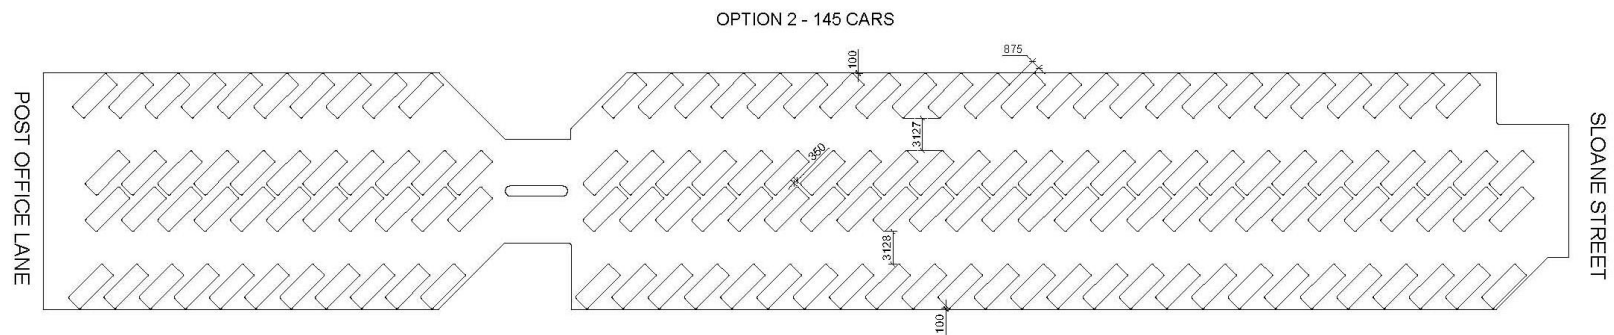 OPTION 2 - 145 CARS
POST OFFICE LANE
100
875
3127
350
3128
100
SLOANE STREET